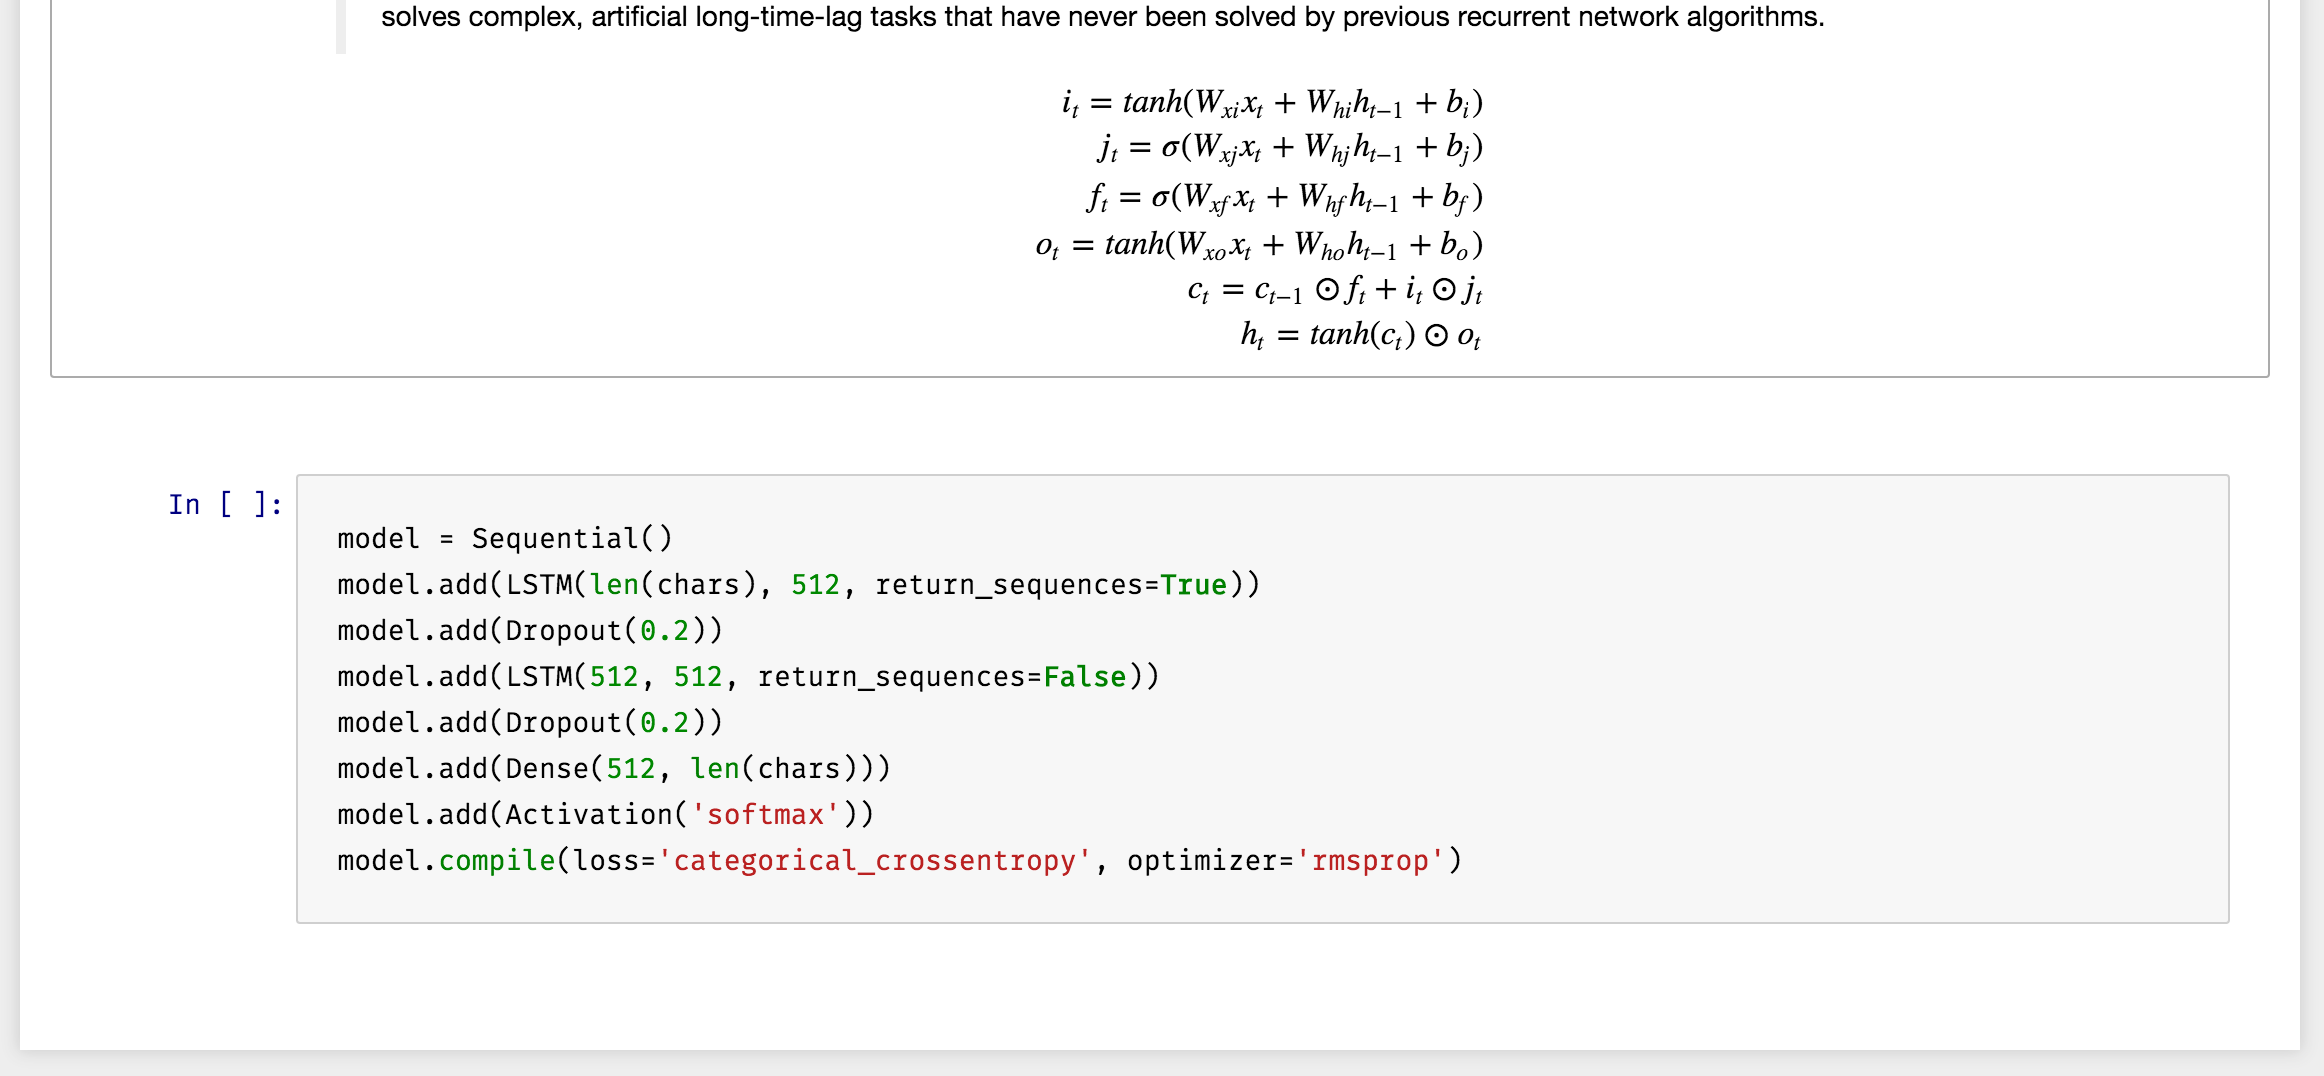 solves complex, artificial long-time-lag tasks that have never been solved by previous recurrent network algorithms.
i_t = tanh(W_{xi}x_t + W_{hi}h_{t−1} + b_i)
j_t = σ(W_{xj}x_t + W_{hj}h_{t−1} + b_j)
f_t = σ(W_{xf}x_t + W_{hf}h_{t−1} + b_f)
o_t = tanh(W_{xo}x_t + W_{ho}h_{t−1} + b_o)
c_t = c_{t−1} ⊙ f_t + i_t ⊙ j_t
h_t = tanh(c_t) ⊙ o_t
In [ ]:
model = Sequential()
model.add(LSTM(len(chars), 512, return_sequences=True))
model.add(Dropout(0.2))
model.add(LSTM(512, 512, return_sequences=False))
model.add(Dropout(0.2))
model.add(Dense(512, len(chars)))
model.add(Activation('softmax'))
model.compile(loss='categorical_crossentropy', optimizer='rmsprop')